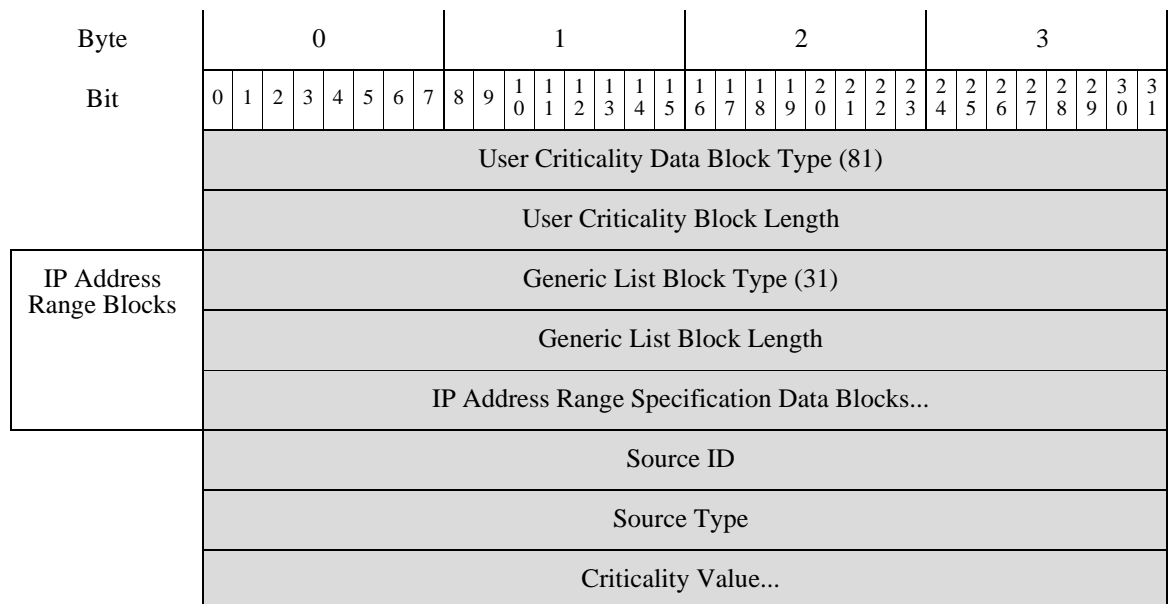 Byte 0 1 2 3
Bit 0 1 2 3 4 5 6 7 8 9 10 11 12 13 14 15 16 17 18 19 20 21 22 23 24 25 26 27 28 29 30 31
User Criticality Data Block Type (81)
User Criticality Block Length
IP Address
Range Blocks
Generic List Block Type (31)
Generic List Block Length
IP Address Range Specification Data Blocks...
Source ID
Source Type
Criticality Value...